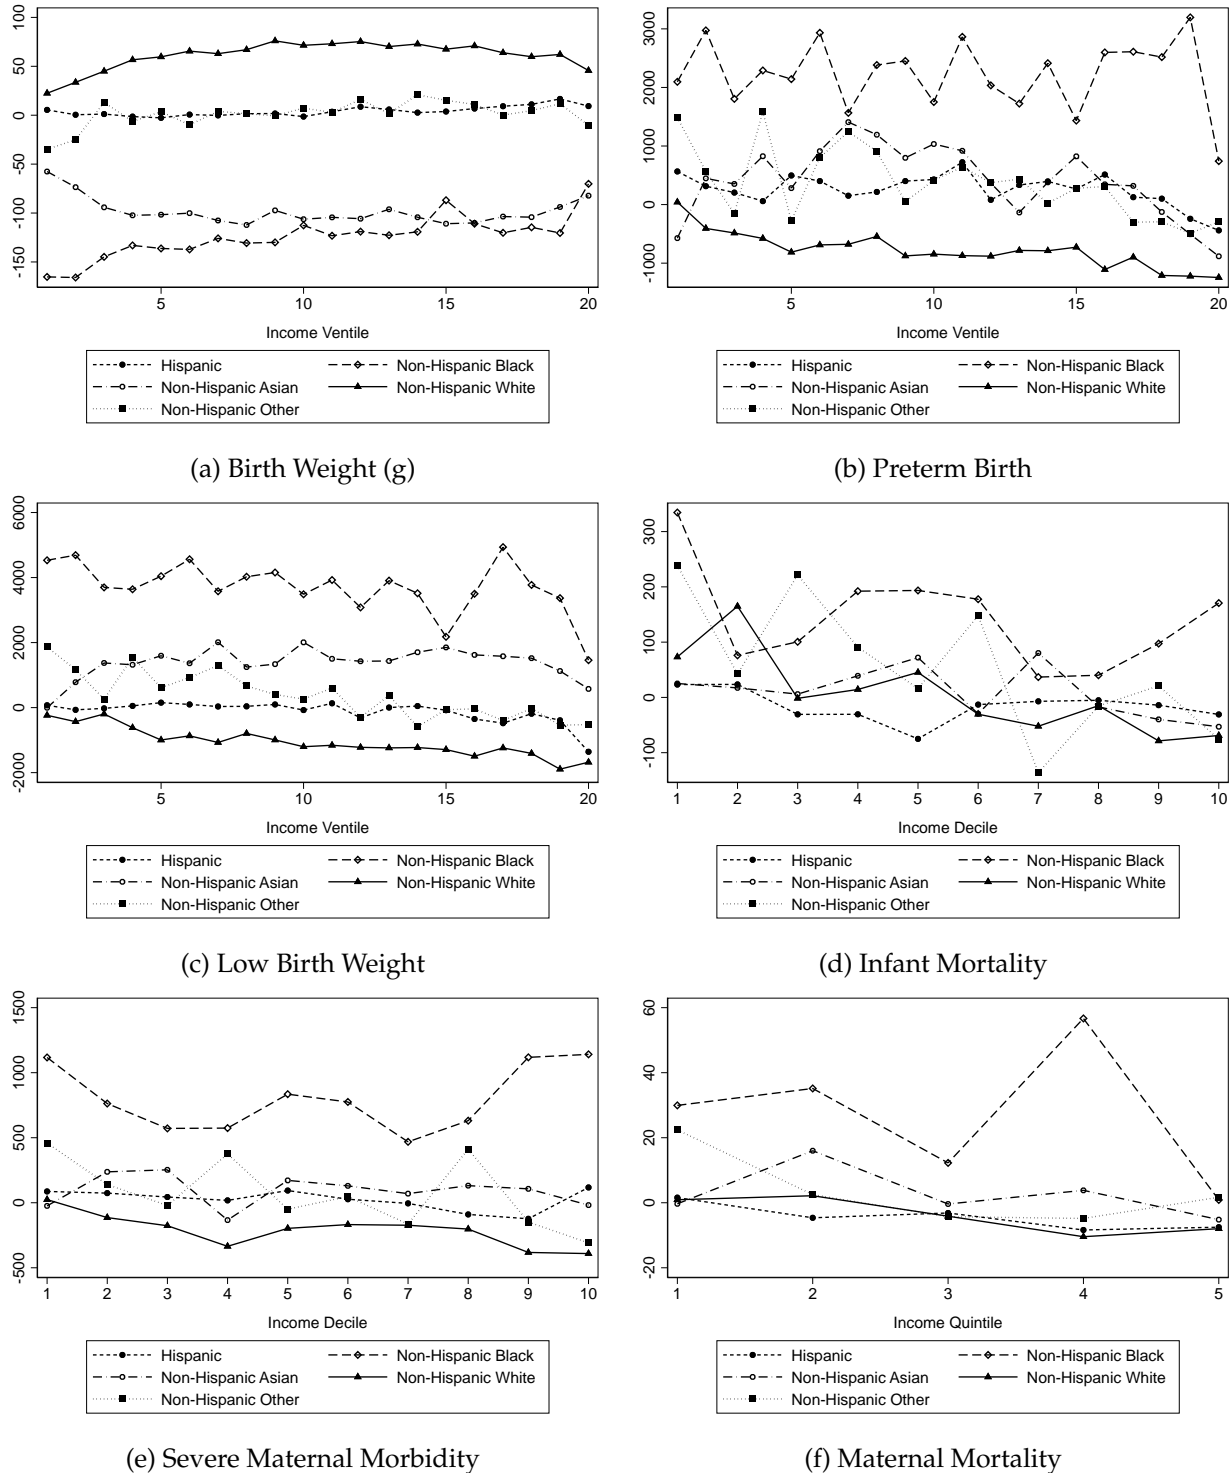 100
50
0
-50
-100
-150
5
10
15
20
Income Ventile
Hispanic
Non-Hispanic Black
Non-Hispanic Asian
Non-Hispanic White
Non-Hispanic Other
(a) Birth Weight (g)
3000
2000
1000
0
-1000
5
10
15
20
Income Ventile
Hispanic
Non-Hispanic Black
Non-Hispanic Asian
Non-Hispanic White
Non-Hispanic Other
(b) Preterm Birth
6000
4000
2000
0
-2000
5
10
15
20
Income Ventile
Hispanic
Non-Hispanic Black
Non-Hispanic Asian
Non-Hispanic White
Non-Hispanic Other
(c) Low Birth Weight
300
200
100
0
-100
1
2
3
4
5
6
7
8
9
10
Income Decile
Hispanic
Non-Hispanic Black
Non-Hispanic Asian
Non-Hispanic White
Non-Hispanic Other
(d) Infant Mortality
1500
1000
500
0
-500
1
2
3
4
5
6
7
8
9
10
Income Decile
Hispanic
Non-Hispanic Black
Non-Hispanic Asian
Non-Hispanic White
Non-Hispanic Other
(e) Severe Maternal Morbidity
60
40
20
0
-20
1
2
3
4
5
Income Quintile
Hispanic
Non-Hispanic Black
Non-Hispanic Asian
Non-Hispanic White
Non-Hispanic Other
(f) Maternal Mortality